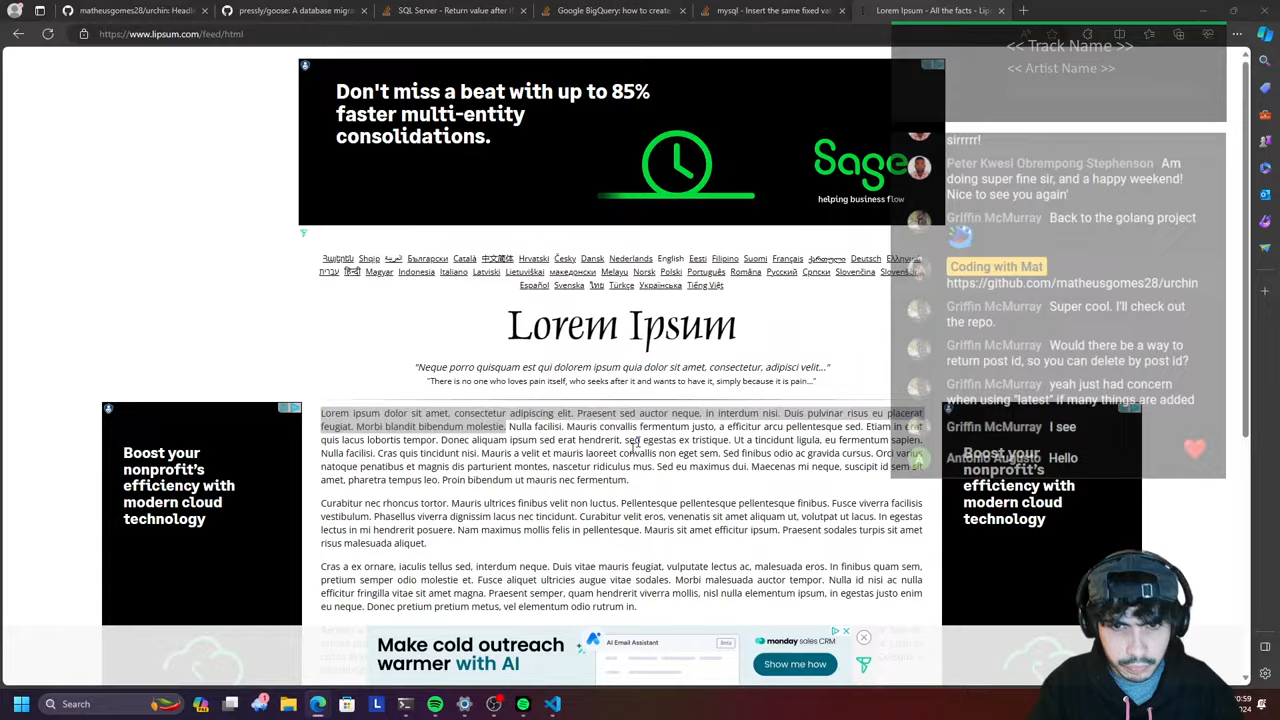 matheusgomes28/urchin: Headle
pressly/goose: A database migra
SQL Server - Return value after I
Google BigQuery: how to create
mysql - Insert the same fixed va
Lorem Ipsum - All the facts - Lip
https://www.lipsum.com/feed/html
<< Track Name >>
<< Artist Name >>
Don't miss a beat with up to 85%
faster multi-entity
consolidations.
Sage
helping business flow
sirrrrr!
Peter Kwesi Obrempong Stephenson Am
doing super fine sir, and a happy weekend!
Nice to see you again'
Griffin McMurray Back to the golang project
Coding with Mat
https://github.com/matheusgomes28/urchin
Griffin McMurray Super cool. I'll check out
the repo.
Griffin McMurray Would there be a way to
return post id, so you can delete by post id?
Griffin McMurray yeah just had concern
when using "latest" if many things are added
Griffin McMurray I see
Antonio Augusto Hello
Հայերեն Shqip العربية Български Català 中文简体 Hrvatski Česky Dansk Nederlands English Eesti Filipino Suomi Français ქართული Deutsch Ελληνικά
עברית हिन्दी Magyar Indonesia Italiano Latviski Lietuviškai македонски Melayu Norsk Polski Português Româna Русский Српски Slovenčina Slovenščina
Español Svenska ไทย Türkçe Українська Tiếng Việt
Lorem Ipsum
"Neque porro quisquam est qui dolorem ipsum quia dolor sit amet, consectetur, adipisci velit..."
"There is no one who loves pain itself, who seeks after it and wants to have it, simply because it is pain..."
Lorem ipsum dolor sit amet, consectetur adipiscing elit. Praesent sed auctor neque, in interdum nisi. Duis pulvinar risus eu placerat
feugiat. Morbi blandit bibendum molestie. Nulla facilisi. Mauris convallis fermentum justo, a efficitur arcu pellentesque sed. Etiam in erat
quis lacus lobortis tempor. Donec aliquam ipsum sed erat hendrerit, sed egestas ex tristique. Ut a tincidunt ligula, eu fermentum sapien.
Nulla facilisi. Cras quis tincidunt nisi. Mauris a velit et mauris laoreet convallis non eget sem. Sed finibus odio ac gravida cursus. Orci varius
natoque penatibus et magnis dis parturient montes, nascetur ridiculus mus. Sed eu maximus dui. Maecenas mi neque, suscipit id sem sit
amet, pharetra tempus leo. Proin bibendum ut mauris nec fermentum.
Curabitur nec rhoncus tortor. Mauris ultrices finibus velit non luctus. Pellentesque pellentesque pellentesque finibus. Fusce viverra facilisis
vestibulum. Phasellus viverra dignissim lacus nec tincidunt. Curabitur velit eros, venenatis sit amet aliquam ut, volutpat ut lacus. In egestas
lectus in mi hendrerit posuere. Nam maximus mollis felis in pellentesque. Mauris sit amet efficitur ipsum. Praesent sodales turpis sit amet
risus malesuada aliquet.
Cras a ex ornare, iaculis tellus sed, interdum neque. Duis vitae mauris feugiat, vulputate lectus ac, malesuada eros. In finibus quam sem,
pretium semper odio molestie et. Fusce aliquet ultricies augue vitae sodales. Morbi malesuada auctor tempor. Nulla id nisi ac nulla
efficitur fringilla vitae sit amet magna. Praesent semper, quam hendrerit viverra mollis, nisl nulla elementum ipsum, in egestas justo enim
eu neque. Donec pretium pretium metus, vel elementum odio rutrum in.
Boost your
nonprofit's
efficiency with
modern cloud
technology
Boost your
nonprofit's
efficiency with
modern cloud
technology
Make cold outreach
warmer with AI
AI Email Assistant
Beta
monday sales CRM
Show me how
Search